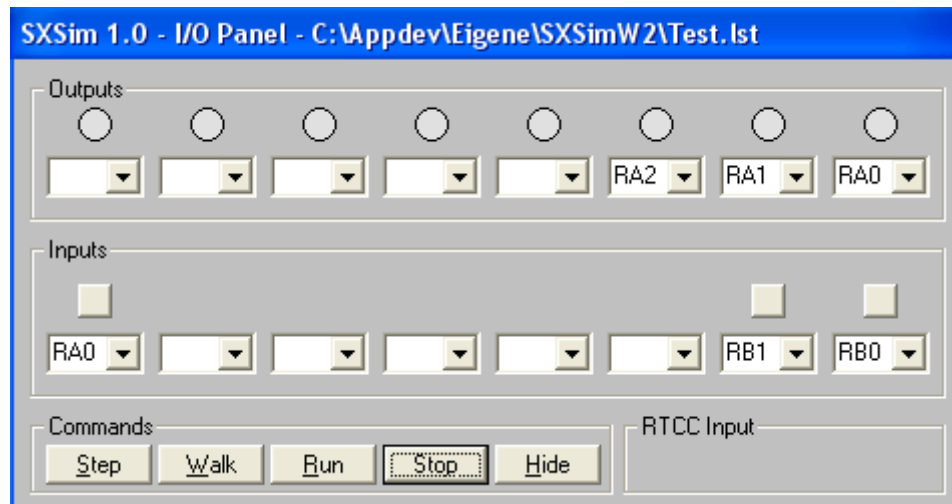 SXSim 1.0 - I/O Panel - C:\Appdev\Eigene\SXSimW2\Test.lst
Outputs
RA2 RA1 RA0
Inputs
RA0 RB1 RB0
Commands RTCC Input
Step Walk Run Stop Hide